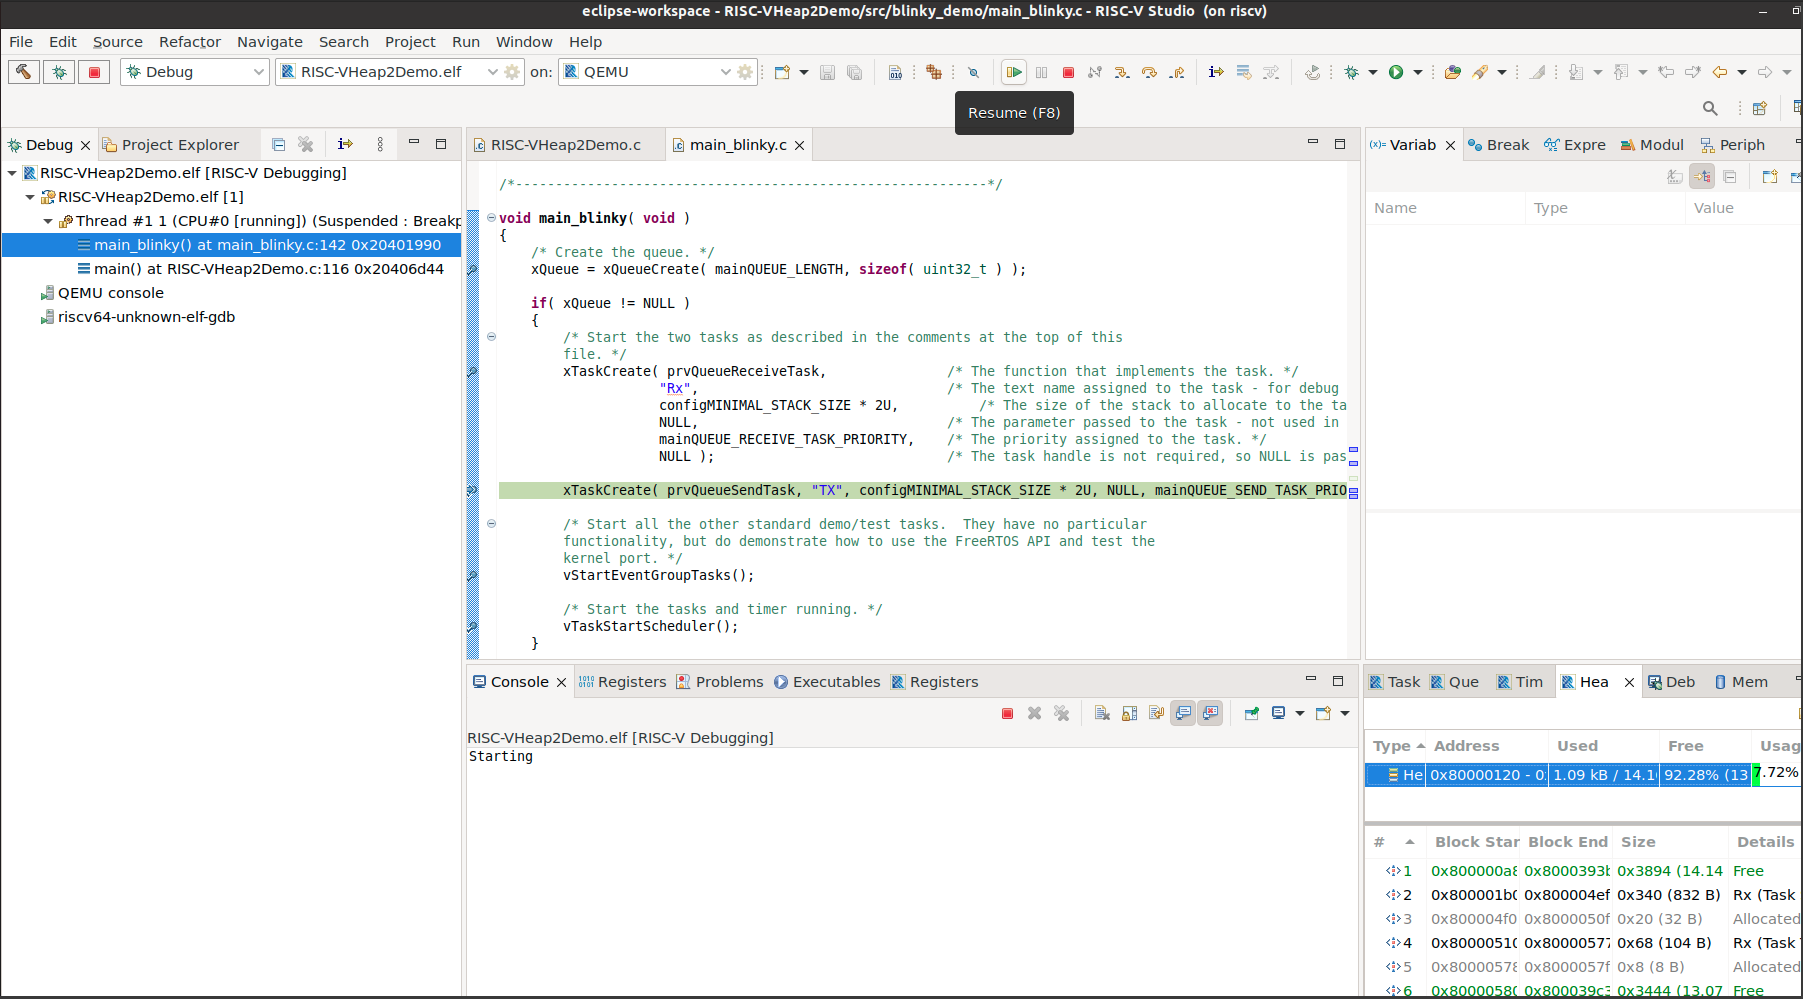 eclipse-workspace - RISC-VHeap2Demo/src/blinky_demo/main_blinky.c - RISC-V Studio (on riscv)
File Edit Source Refactor Navigate Search Project Run Window Help
Debug RISC-VHeap2Demo.elf on: QEMU
Resume (F8)
Debug Project Explorer
RISC-VHeap2Demo.elf [RISC-V Debugging]
RISC-VHeap2Demo.elf [1]
Thread #1 1 (CPU#0 [running]) (Suspended : Breakp
main_blinky() at main_blinky.c:142 0x20401990
main() at RISC-VHeap2Demo.c:116 0x20406d44
QEMU console
riscv64-unknown-elf-gdb
RISC-VHeap2Demo.c main_blinky.c
/*-----------------------------------------------------------*/
void main_blinky( void )
{
/* Create the queue. */
xQueue = xQueueCreate( mainQUEUE_LENGTH, sizeof( uint32_t ) );
if( xQueue != NULL )
{
/* Start the two tasks as described in the comments at the top of this
file. */
xTaskCreate( prvQueueReceiveTask, /* The function that implements the task. */
"Rx", /* The text name assigned to the task - for debug
configMINIMAL_STACK_SIZE * 2U, /* The size of the stack to allocate to the ta
NULL, /* The parameter passed to the task - not used in
mainQUEUE_RECEIVE_TASK_PRIORITY, /* The priority assigned to the task. */
NULL ); /* The task handle is not required, so NULL is pas
xTaskCreate( prvQueueSendTask, "TX", configMINIMAL_STACK_SIZE * 2U, NULL, mainQUEUE_SEND_TASK_PRIO
/* Start all the other standard demo/test tasks. They have no particular
functionality, but do demonstrate how to use the FreeRTOS API and test the
kernel port. */
vStartEventGroupTasks();
/* Start the tasks and timer running. */
vTaskStartScheduler();
}
Variab Break Expre Modul Periph
Name Type Value
Console Registers Problems Executables Registers
RISC-VHeap2Demo.elf [RISC-V Debugging]
Starting
Task Que Tim Hea Deb Mem
Type Address Used Free Usag
He 0x80000120 - 0 1.09 kB / 14.1 92.28% (13 7.72%
# Block Star Block End Size Details
1 0x800000a8 0x8000393b 0x3894 (14.14 Free
2 0x800001b0 0x800004ef 0x340 (832 B) Rx (Task
3 0x800004f0 0x8000050f 0x20 (32 B) Allocated
4 0x80000510 0x80000577 0x68 (104 B) Rx (Task
5 0x80000578 0x8000057f 0x8 (8 B) Allocated
6 0x80000580 0x800039c3 0x3444 (13.07 Free